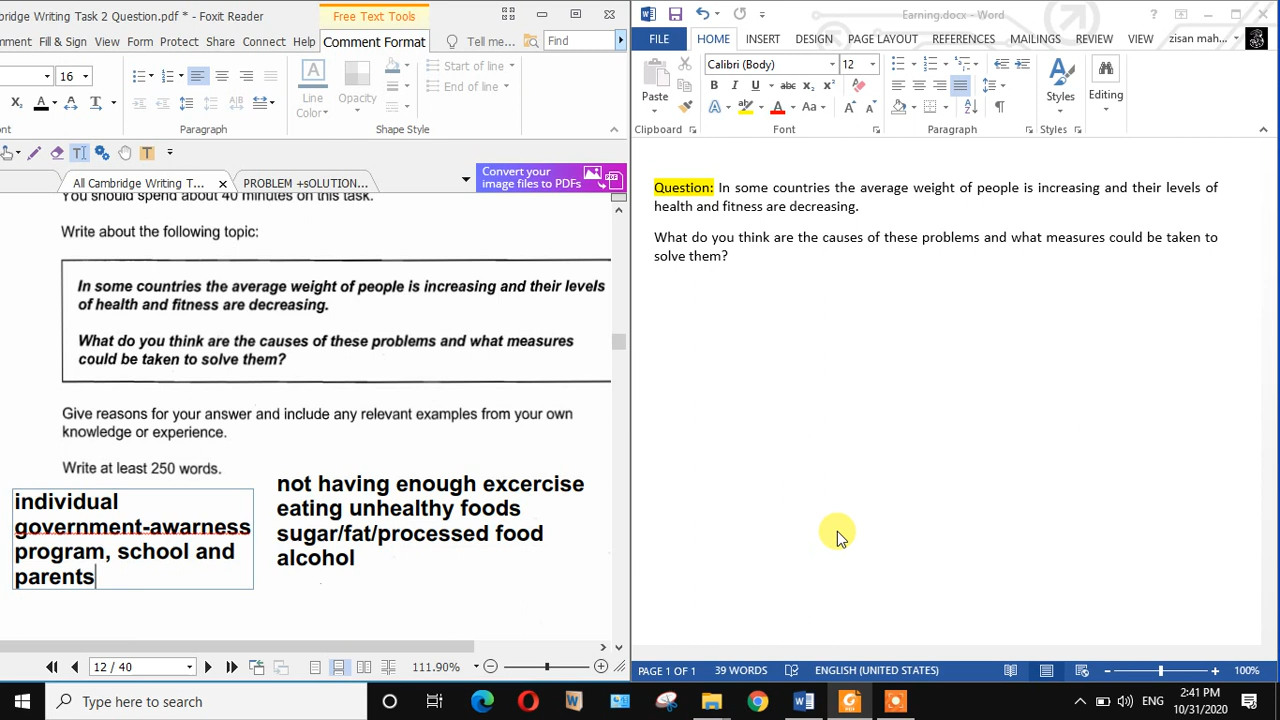 mbridge Writing Task 2 Question.pdf * - Foxit Reader
Free Text Tools
mment Fill & Sign View Form Protect Share Connect Help Comment Format Tell me... Find
16
Paragraph
Line
Color
Opacity
Start of line
End of line
Shape Style
Convert your
image files to PDFs
All Cambridge Writing T...
PROBLEM +sOLUTION...
You should spend about 40 minutes on this task.
Write about the following topic:
In some countries the average weight of people is increasing and their levels
of health and fitness are decreasing.
What do you think are the causes of these problems and what measures
could be taken to solve them?
Give reasons for your answer and include any relevant examples from your own
knowledge or experience.
Write at least 250 words.
individual
government-awarness
program, school and
parents
not having enough excercise
eating unhealthy foods
sugar/fat/processed food
alcohol
12 / 40
111.90%
Earning.docx - Word
FILE HOME INSERT DESIGN PAGE LAYOUT REFERENCES MAILINGS REVIEW VIEW zisan mah...
Paste
Clipboard
Calibri (Body) 12
Font
Paragraph
Styles
Styles
Editing
Question: In some countries the average weight of people is increasing and their levels of
health and fitness are decreasing.
What do you think are the causes of these problems and what measures could be taken to
solve them?
PAGE 1 OF 1 39 WORDS ENGLISH (UNITED STATES) 100%
Type here to search
ENG
2:41 PM
10/31/2020